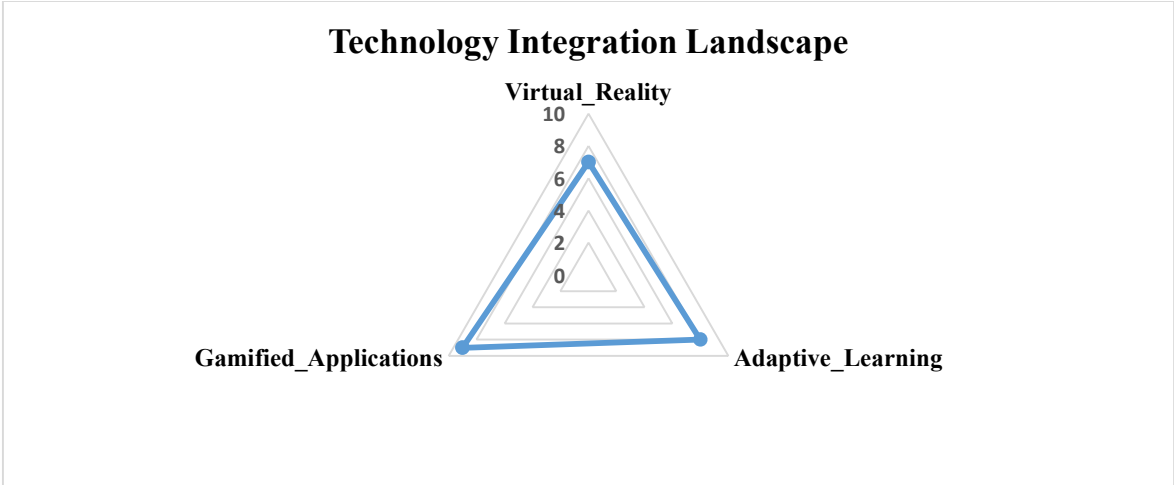 Technology Integration Landscape
Virtual_Reality
10
8
6
4
2
0
Gamified_Applications
Adaptive_Learning